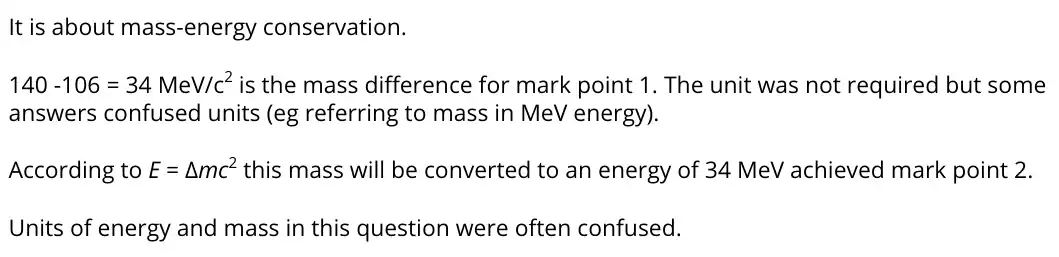 It is about mass-energy conservation.
140 -106 = 34 MeV/c² is the mass difference for mark point 1. The unit was not required but some
answers confused units (eg referring to mass in MeV energy).
According to E = Δmc² this mass will be converted to an energy of 34 MeV achieved mark point 2.
Units of energy and mass in this question were often confused.